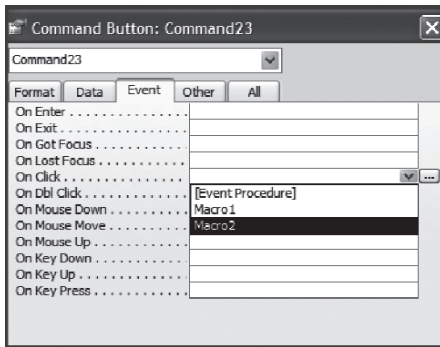 Command Button: Command23
Command23
Format Data Event Other All
On Enter . . . . . . . . . . . . . . .
On Exit . . . . . . . . . . . . . . . .
On Got Focus . . . . . . . . . . .
On Lost Focus . . . . . . . . . . .
On Click . . . . . . . . . . . . . . . ...
On Dbl Click . . . . . . . . . . . . [Event Procedure]
On Mouse Down . . . . . . . . . Macro1
On Mouse Move . . . . . . . . . Macro2
On Mouse Up . . . . . . . . . . .
On Key Down . . . . . . . . . . .
On Key Up . . . . . . . . . . . . .
On Key Press . . . . . . . . . . . .